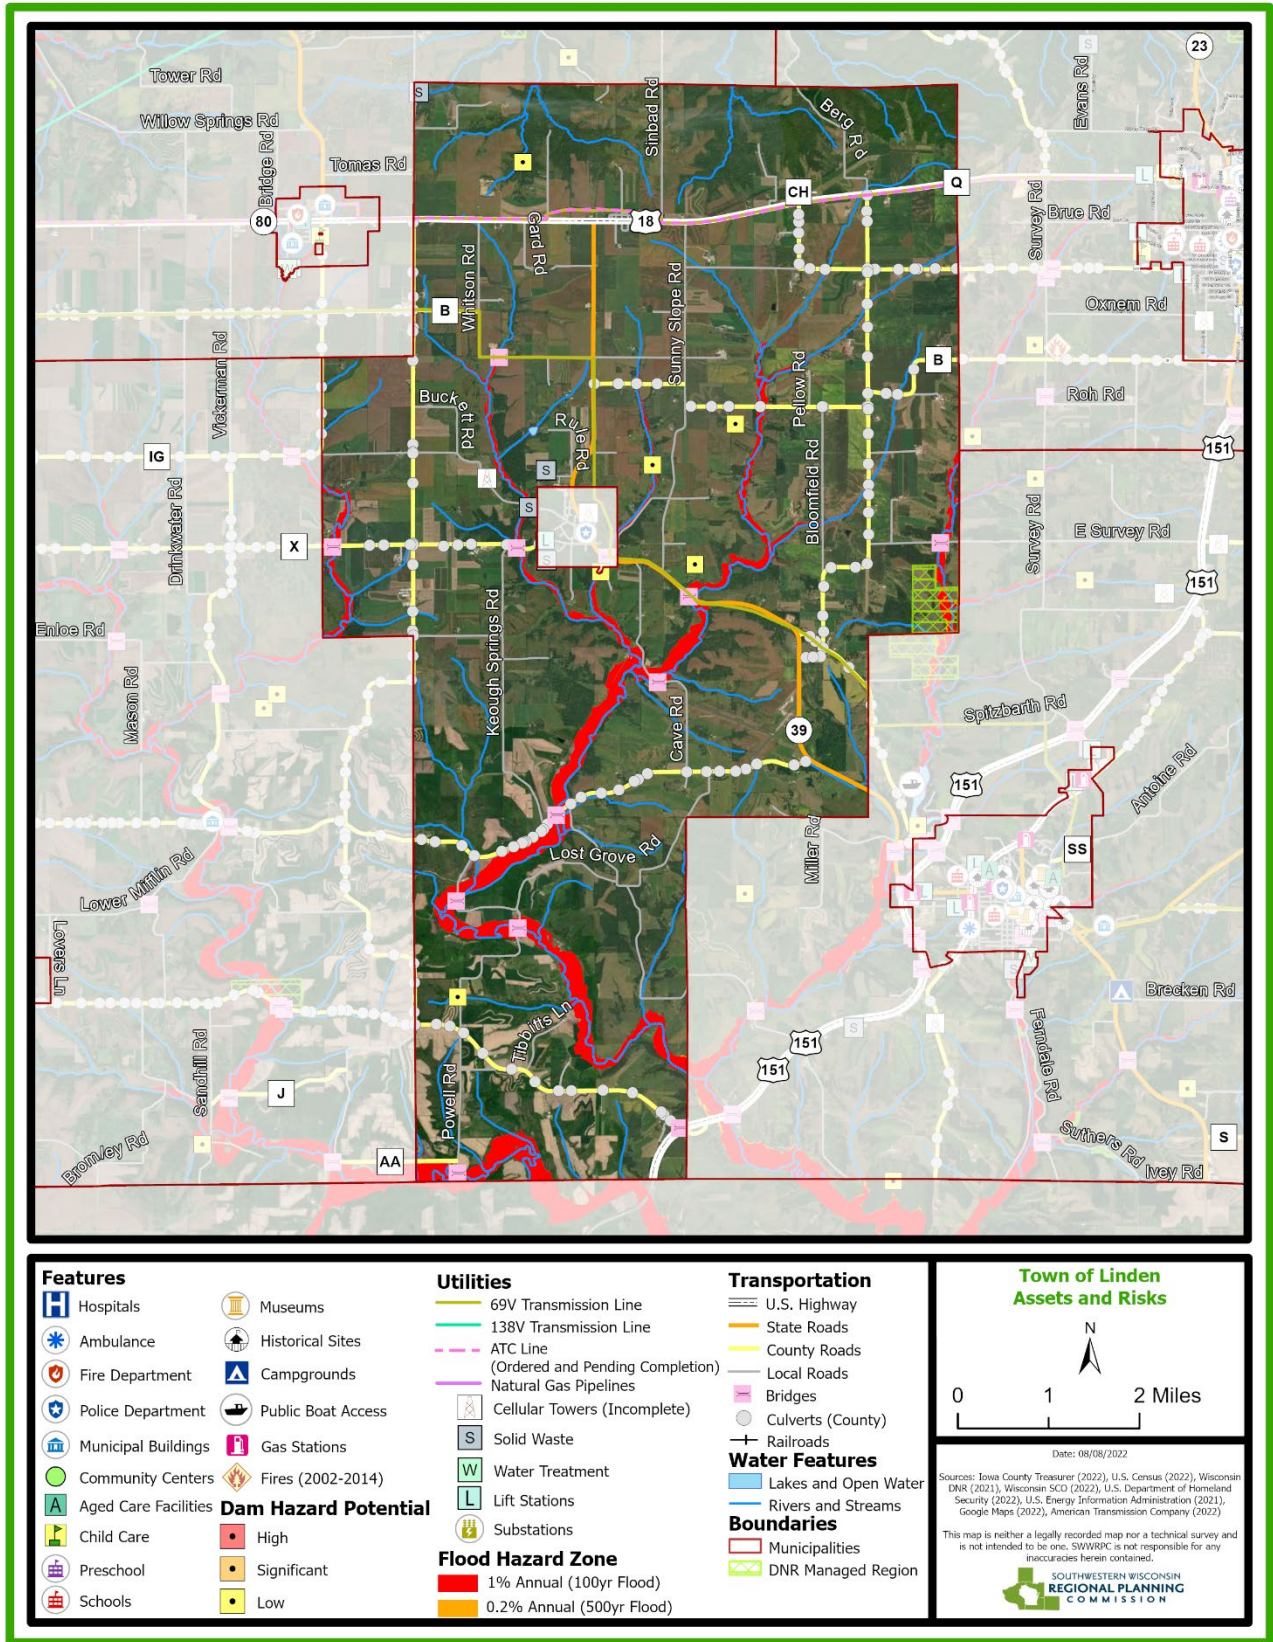 23
Tower Rd
Evans Rd
S
S
Sinbad Rd
Berg Rd
Willow Springs Rd
Bridge Rd
Tomas Rd
CH
Q
L
80
18
Survey Rd
Brue Rd
Gard Rd
Whitson Rd
Sunny Slope Rd
Oxnem Rd
B
B
Vickerman Rd
Pellow Rd
Buckett Rd
Rule Rd
Roh Rd
IG
Bloomfield Rd
151
S
Drinkwater Rd
S
Survey Rd
E Survey Rd
X
L
S
151
Enloe Rd
Keough Springs Rd
Mason Rd
Cave Rd
Spitzbarth Rd
39
151
Antoine Rd
Miller Rd
SS
Lost Grove Rd
Lower Mifflin Rd
L
A
A
L
L
Lovers Ln
S
Brecken Rd
Tibbitts Ln
Ferndale Rd
S
Sandhill Rd
151
151
Powell Rd
J
Bromley Rd
AA
Suthers Rd
S
Ivey Rd
Features
H Hospitals
Ambulance
Fire Department
Police Department
Municipal Buildings
Community Centers
A Aged Care Facilities
Child Care
Preschool
Schools
Museums
Historical Sites
Campgrounds
Public Boat Access
Gas Stations
Fires (2002-2014)
Dam Hazard Potential
High
Significant
Low
Utilities
69V Transmission Line
138V Transmission Line
ATC Line
(Ordered and Pending Completion)
Natural Gas Pipelines
Cellular Towers (Incomplete)
S Solid Waste
W Water Treatment
L Lift Stations
Substations
Flood Hazard Zone
1% Annual (100yr Flood)
0.2% Annual (500yr Flood)
Transportation
U.S. Highway
State Roads
County Roads
Local Roads
Bridges
Culverts (County)
Railroads
Water Features
Lakes and Open Water
Rivers and Streams
Boundaries
Municipalities
DNR Managed Region
Town of Linden
Assets and Risks
N
0 1 2 Miles
Date: 08/08/2022
Sources: Iowa County Treasurer (2022), U.S. Census (2022), Wisconsin
DNR (2021), Wisconsin SCO (2022), U.S. Department of Homeland
Security (2022), U.S. Energy Information Administration (2021),
Google Maps (2022), American Transmission Company (2022)
This map is neither a legally recorded map nor a technical survey and
is not intended to be one. SWWRPC is not responsible for any
inaccuracies herein contained.
SOUTHWESTERN WISCONSIN
REGIONAL PLANNING
COMMISSION